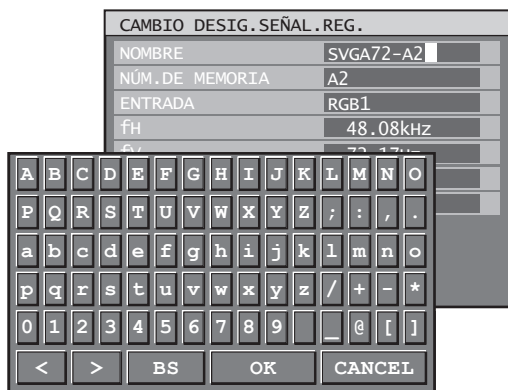 CAMBIO DESIG.SEÑAL.REG.
NOMBRE SVGA72-A2
NÚM.DE MEMORIA A2
ENTRADA RGB1
fH 48.08kHz
A B C D E F G H I J K L M N O
P Q R S T U V W X Y Z ; : , .
a b c d e f g h i j k l m n o
p q r s t u v w x y z / + - *
0 1 2 3 4 5 6 7 8 9 _ @ [ ]
< > BS OK CANCEL